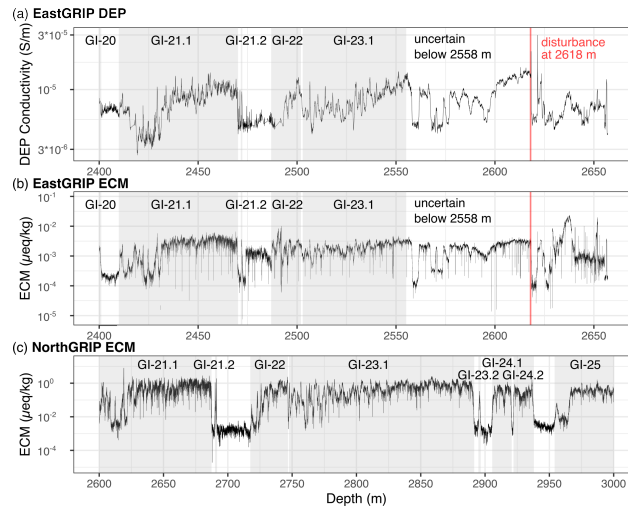 (a) EastGRIP DEP
GI-20 GI-21.1 GI-21.2 GI-22 GI-23.1 uncertain below 2558 m disturbance at 2618 m
3*10⁻⁵
10⁻⁵
3*10⁻⁶
DEP Conductivity (S/m)
2400 2450 2500 2550 2600 2650
(b) EastGRIP ECM
GI-20 GI-21.1 GI-21.2 GI-22 GI-23.1 uncertain below 2558 m
10⁻¹
10⁻²
10⁻³
10⁻⁴
10⁻⁵
ECM (μeq/kg)
2400 2450 2500 2550 2600 2650
(c) NorthGRIP ECM
GI-21.1 GI-21.2 GI-22 GI-23.1 GI-23.2 GI-24.1 GI-24.2 GI-25
10⁰
10⁻²
10⁻⁴
ECM (μeq/kg)
2600 2650 2700 2750 2800 2850 2900 2950 3000
Depth (m)